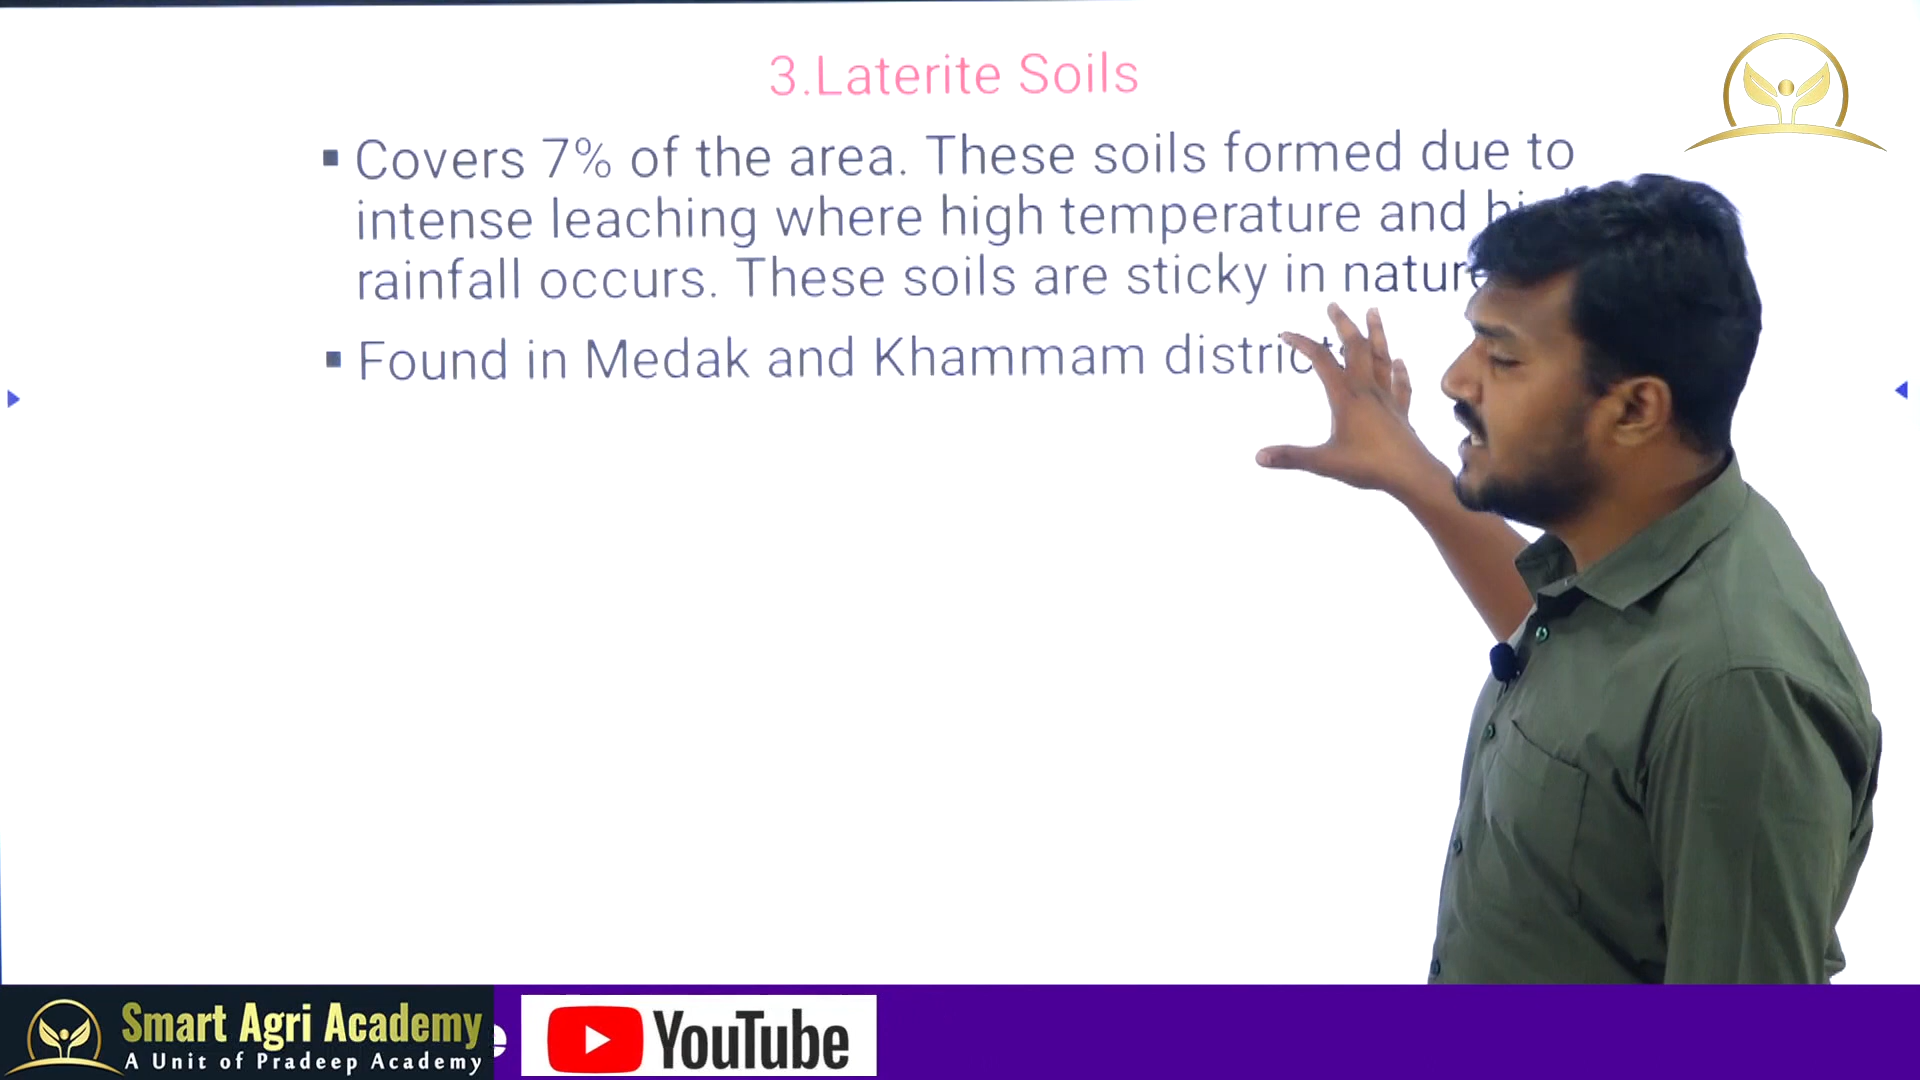 3.Laterite Soils
▪ Covers 7% of the area. These soils formed due to
intense leaching where high temperature and
rainfall occurs. These soils are sticky in nature
▪ Found in Medak and Khammam districts
Smart Agri Academy
A Unit of Pradeep Academy
e
YouTube